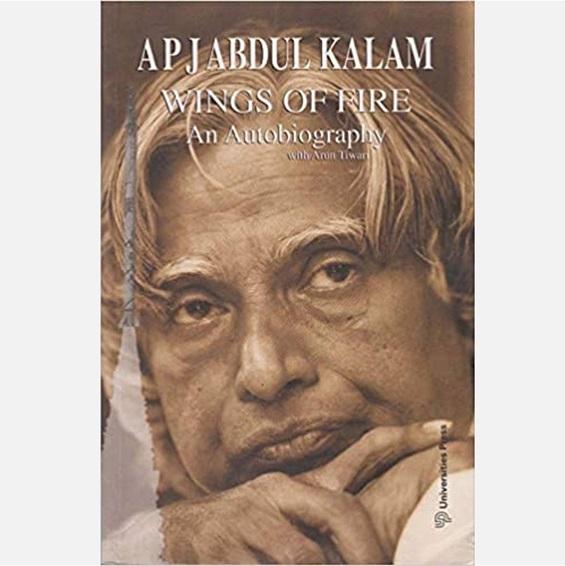 A P J ABDUL KALAM
WINGS OF FIRE
An Autobiography
with Arun Tiwari
Universities Press